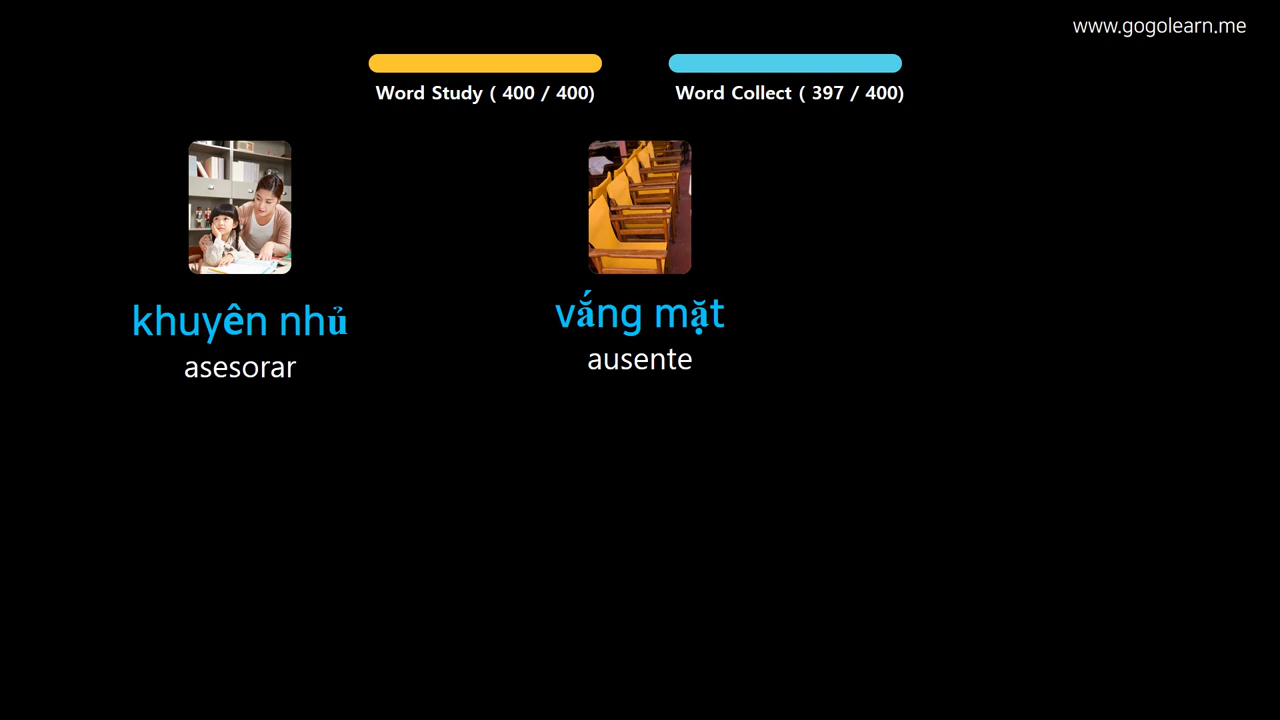 www.gogolearn.me
Word Study ( 400 / 400)
Word Collect ( 397 / 400)
khuyên nhủ
asesorar
vắng mặt
ausente